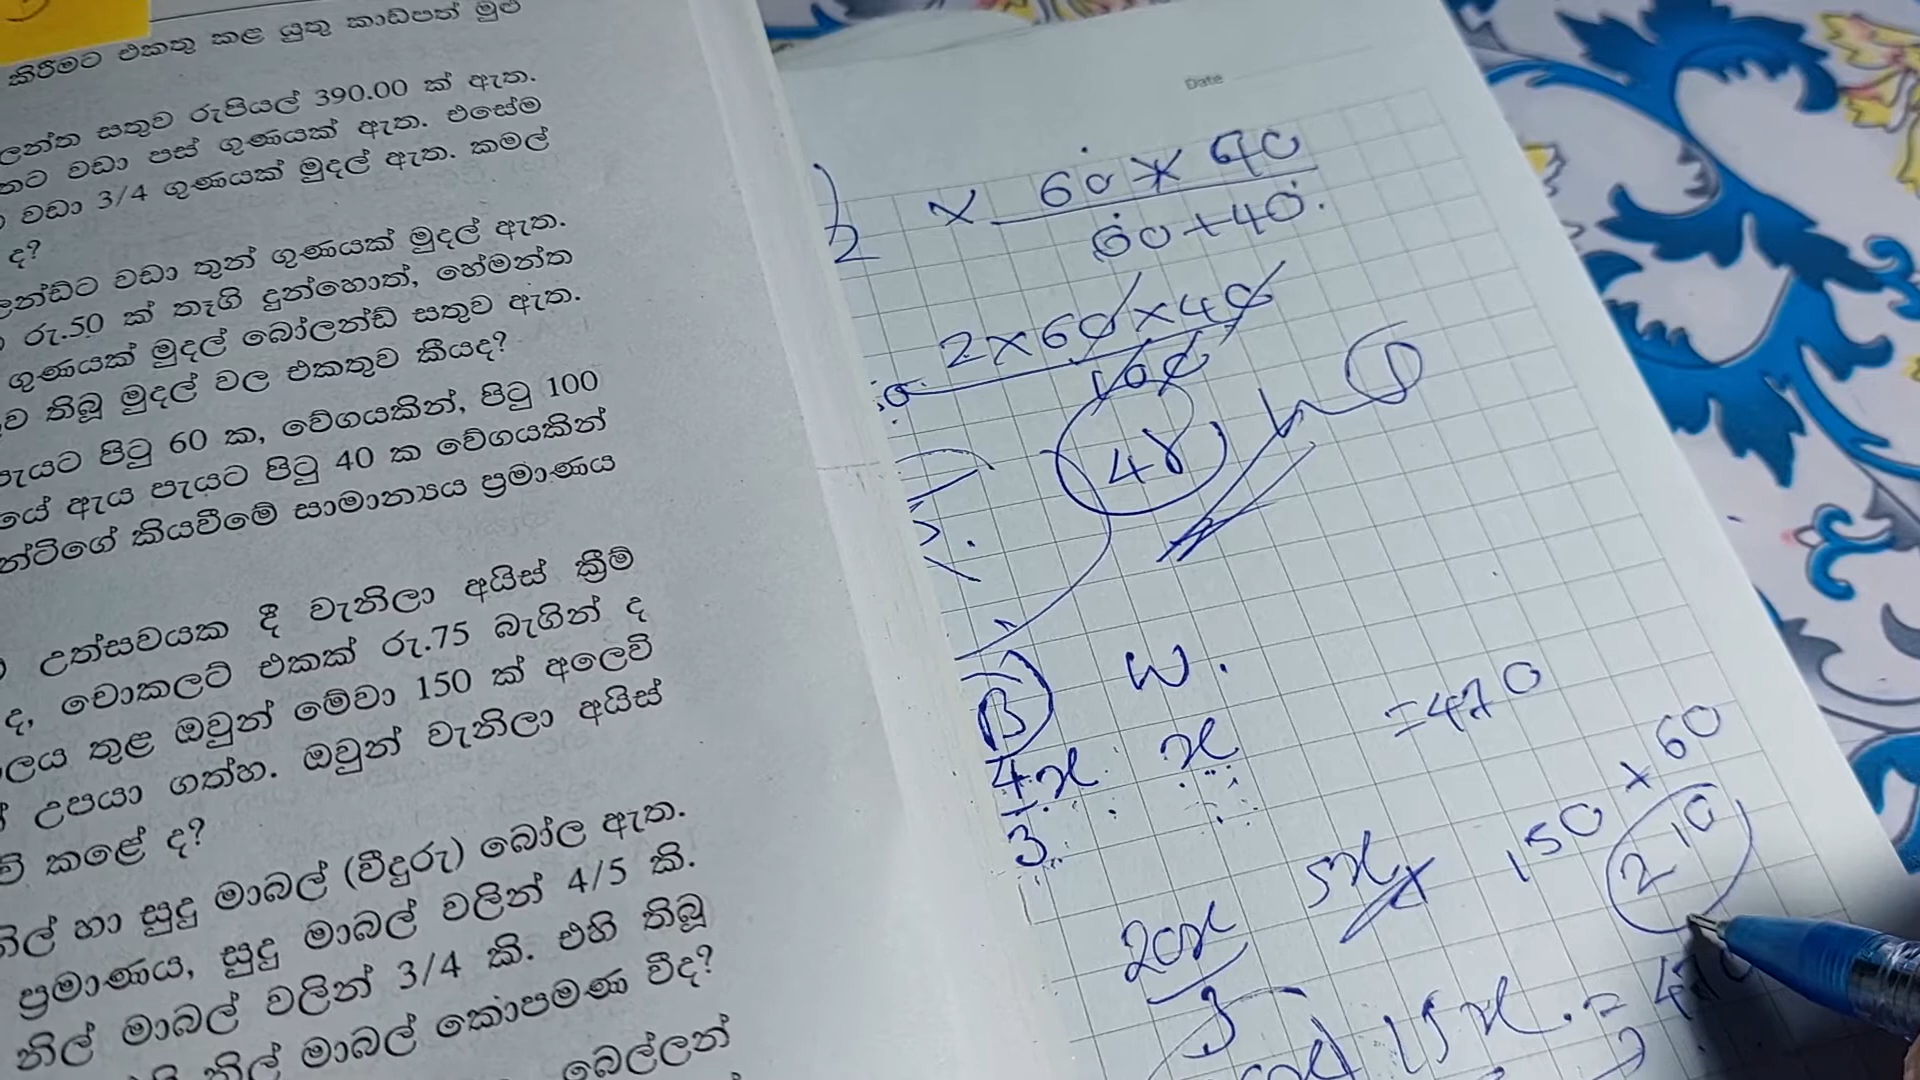 කිරීමට එකතු කළ යුතු කාඩ්පත් මුළු
සතුව රුපියල් 390.00 ක් ඇත.
වඩා පස් ගුණයක් ඇත. එසේම
වඩා 3/4 ගුණයක් මුදල් ඇත. කමල්
ද?
වඩා තුන් ගුණයක් මුදල් ඇත.
රු.50 ක් තෑගි දුන්හොත්, හේමන්ත
ගුණයක් මුදල් බෝලන්ඩ් සතුව ඇත.
තිබූ මුදල් වල එකතුව කීයද?
පැයට පිටු 60 ක, වේගයකින්, පිටු 100
ඇය පැයට පිටු 40 ක වේගයකින්
කියවීමේ සාමාන්‍යය ප්‍රමාණය
උත්සවයක දී වැනිලා අයිස් ක්‍රීම්
ද, චොකලට් එකක් රු.75 බැගින් ද
තුළ ඔවුන් මේවා 150 ක් අලෙවි
උපයා ගත්හ. ඔවුන් වැනිලා අයිස්
කළේ ද?
හා සුදු මාබල් (වීදුරු) බෝල ඇත.
ප්‍රමාණය, සුදු මාබල් වලින් 4/5 කි.
නිල් මාබල් වලින් 3/4 කි. එහි තිබූ
නිල් මාබල් කොපමණ වීද?
බෙල්ලන්
Date
2 × 60 × 40
60+40
2×60×40
100
48
B W.
4x x =470
3
20x 5x 150 × 60
3 210
15x = 470